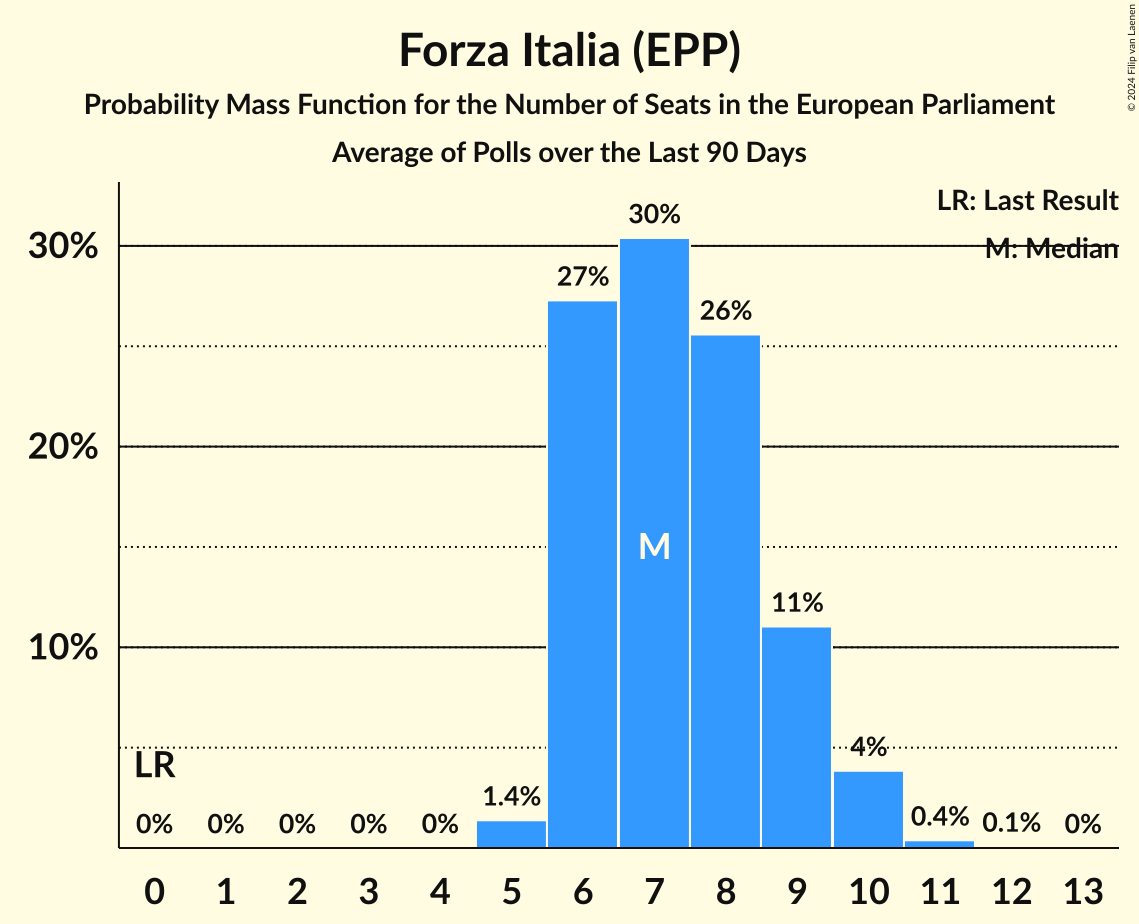 Forza Italia (EPP)
Probability Mass Function for the Number of Seats in the European Parliament
Average of Polls over the Last 90 Days
© 2024 Filip van Laenen
LR: Last Result
M: Median
30%
20%
10%
30%
27%
26%
M
11%
4%
LR
1.4%
0% 0% 0% 0% 0% 0.4% 0.1% 0%
0 1 2 3 4 5 6 7 8 9 10 11 12 13